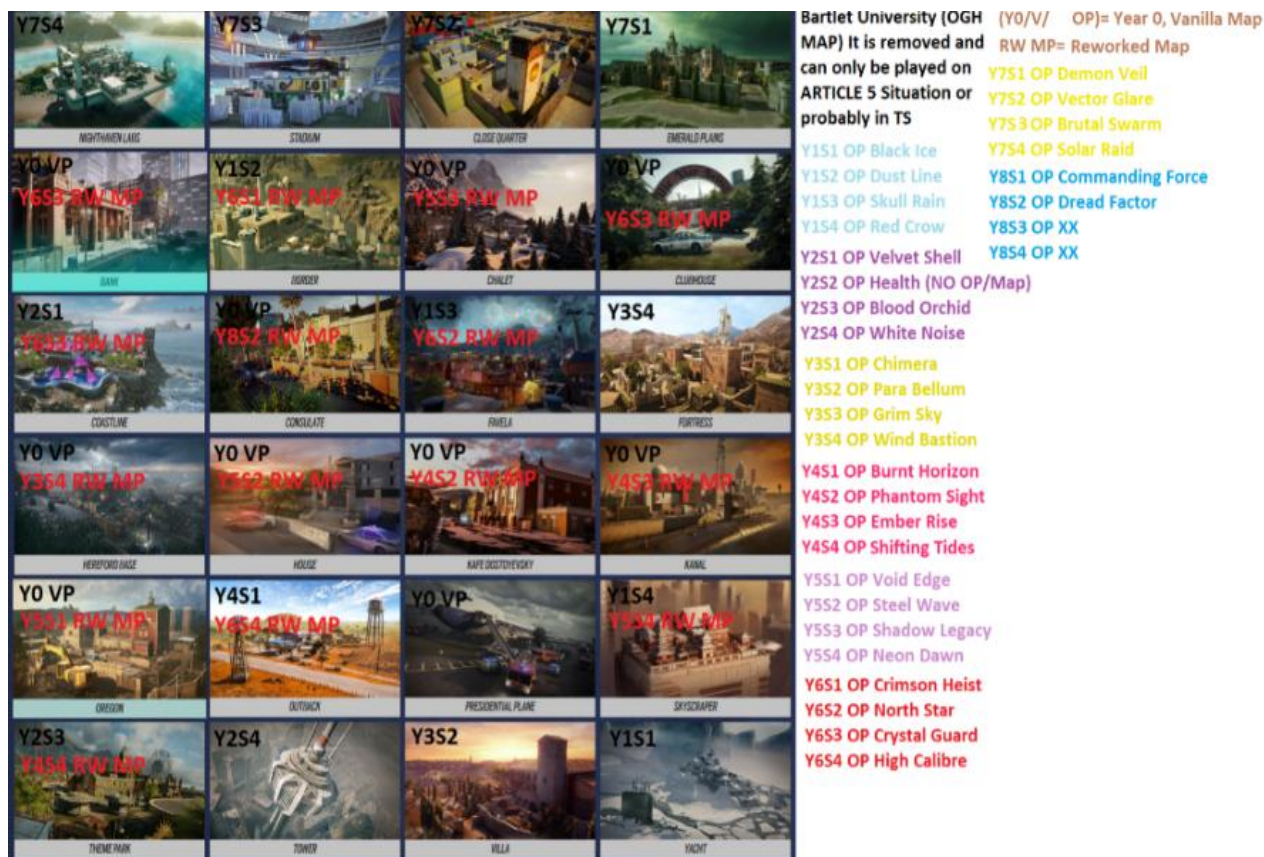 Y7S4
NIGHTHAVEN LABS
Y7S3
STADIUM
Y7S2
CLOSE QUARTER
Y7S1
EMERALD PLAINS
Y0 VP
Y6S3 RW MP
BANK
Y1S2
Y6S1 RW MP
BORDER
Y0 VP
Y5S3 RW MP
CHALET
Y0 VP
Y6S3 RW MP
CLUBHOUSE
Y2S1
Y6S3 RW MP
COASTLINE
Y0 VP
Y8S2 RW MP
CONSULATE
Y1S3
Y6S2 RW MP
FAVELA
Y3S4
FORTRESS
Y0 VP
Y3S4 RW MP
HEREFORD BASE
Y0 VP
Y5S2 RW MP
HOUSE
Y0 VP
Y4S2 RW MP
KAFE DOSTOYEVSKY
Y0 VP
Y4S3 RW MP
KANAL
Y0 VP
Y5S1 RW MP
OREGON
Y4S1
Y6S4 RW MP
OUTBACK
Y0 VP
PRESIDENTIAL PLANE
Y1S4
Y5S4 RW MP
SKYSCRAPER
Y2S3
Y4S4 RW MP
THEME PARK
Y2S4
TOWER
Y3S2
VILLA
Y1S1
YACHT
Bartlet University (OGH
MAP) It is removed and
can only be played on
ARTICLE 5 Situation or
probably in TS
Y1S1 OP Black Ice
Y1S2 OP Dust Line
Y1S3 OP Skull Rain
Y1S4 OP Red Crow
Y2S1 OP Velvet Shell
Y2S2 OP Health (NO OP/Map)
Y2S3 OP Blood Orchid
Y2S4 OP White Noise
Y3S1 OP Chimera
Y3S2 OP Para Bellum
Y3S3 OP Grim Sky
Y3S4 OP Wind Bastion
Y4S1 OP Burnt Horizon
Y4S2 OP Phantom Sight
Y4S3 OP Ember Rise
Y4S4 OP Shifting Tides
Y5S1 OP Void Edge
Y5S2 OP Steel Wave
Y5S3 OP Shadow Legacy
Y5S4 OP Neon Dawn
Y6S1 OP Crimson Heist
Y6S2 OP North Star
Y6S3 OP Crystal Guard
Y6S4 OP High Calibre
(Y0/V/ OP)= Year 0, Vanilla Map
RW MP= Reworked Map
Y7S1 OP Demon Veil
Y7S2 OP Vector Glare
Y7S3 OP Brutal Swarm
Y7S4 OP Solar Raid
Y8S1 OP Commanding Force
Y8S2 OP Dread Factor
Y8S3 OP XX
Y8S4 OP XX